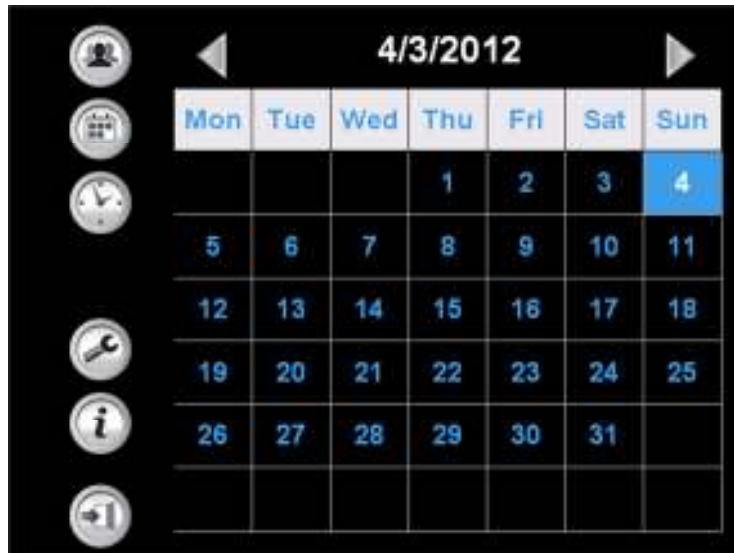 4/3/2012
Mon Tue Wed Thu Fri Sat Sun
1 2 3 4
5 6 7 8 9 10 11
12 13 14 15 16 17 18
19 20 21 22 23 24 25
26 27 28 29 30 31
i